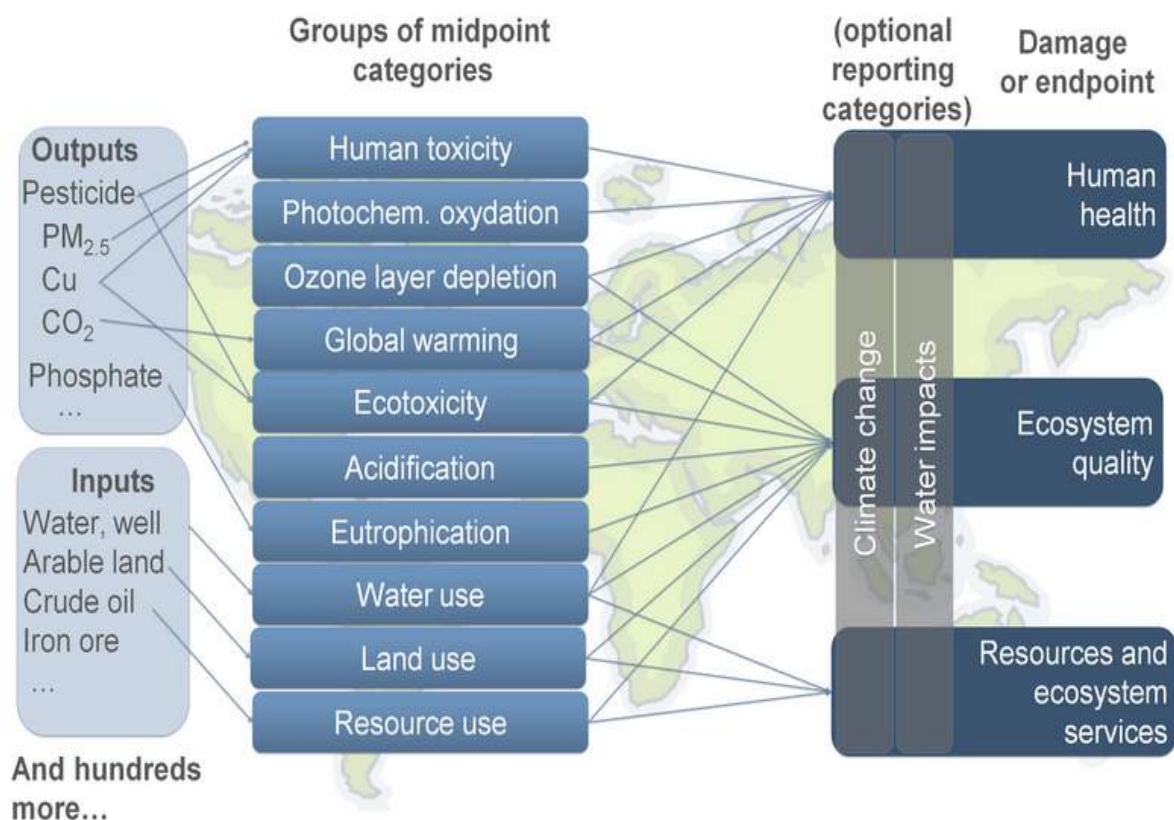 Groups of midpoint
categories
(optional
reporting
categories)
Damage
or endpoint
Outputs
Pesticide
PM2.5
Cu
CO2
Phosphate
...
Inputs
Water, well
Arable land
Crude oil
Iron ore
...
And hundreds
more...
Human toxicity
Photochem. oxydation
Ozone layer depletion
Global warming
Ecotoxicity
Acidification
Eutrophication
Water use
Land use
Resource use
Climate change
Water impacts
Human
health
Ecosystem
quality
Resources and
ecosystem
services